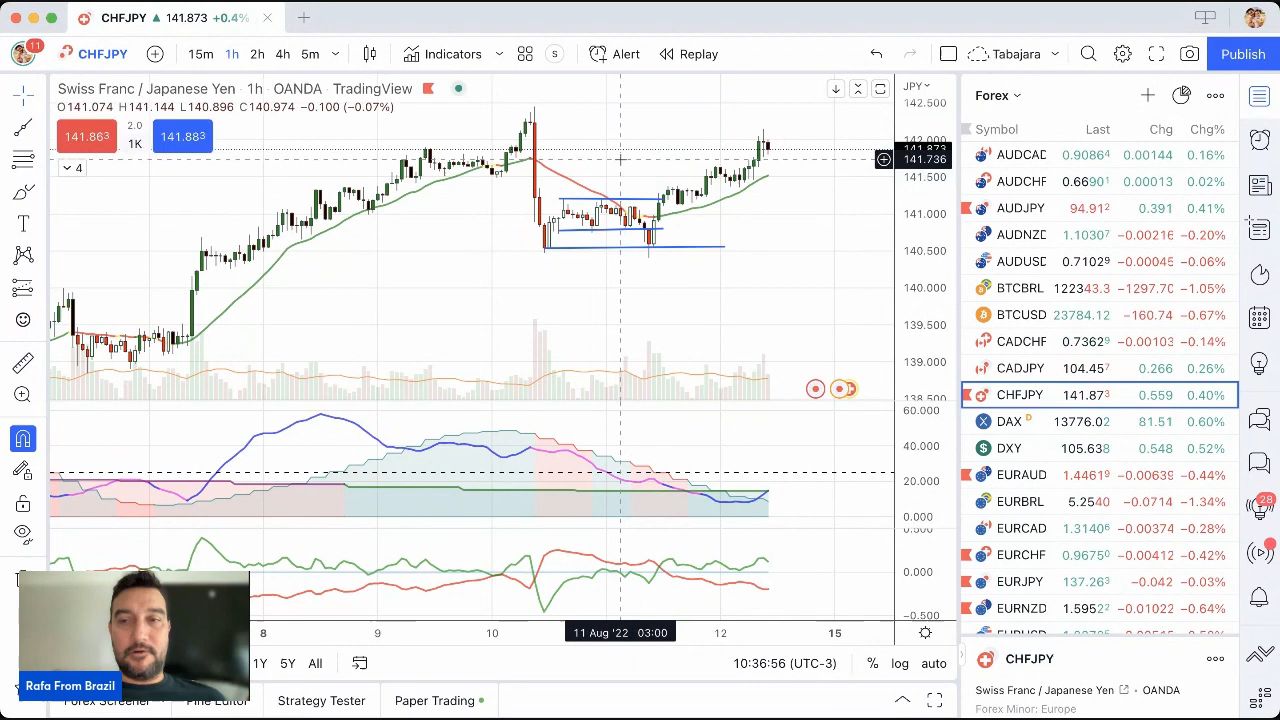 CHFJPY ▲ 141.873 +0.4%
11
CHFJPY 15m 1h 2h 4h 5m Indicators S Alert Replay Tabajara Publish
Swiss Franc / Japanese Yen · 1h · OANDA · TradingView
O141.074 H141.144 L140.896 C140.974 −0.100 (−0.07%)
141.863 2.0 1K 141.883
4
JPY
142.500
142.000
141.873
141.736
141.500
141.000
140.500
140.000
139.500
139.000
138.500
60.000
40.000
20.000
0.000
0.500
0.000
−0.500
8 9 10 11 Aug '22 03:00 12 15
1Y 5Y All 10:36:56 (UTC-3) % log auto
Pine Editor Strategy Tester Paper Trading
Rafa From Brazil
Forex
Symbol Last Chg Chg%
AUDCAD 0.90864 0.00144 0.16%
AUDCHF 0.66901 0.00013 0.02%
AUDJPY 94.912 0.391 0.41%
AUDNZD 1.10307 −0.00216 −0.20%
AUDUSD 0.71029 −0.00045 −0.06%
BTCBRL 122343.3 −1297.70 −1.05%
BTCUSD 23784.12 −160.74 −0.67%
CADCHF 0.73629 −0.00103 −0.14%
CADJPY 104.457 0.266 0.26%
CHFJPY 141.873 0.559 0.40%
DAX D 13776.02 81.51 0.60%
DXY 105.638 0.548 0.52%
EURAUD 1.44619 −0.00639 −0.44%
EURBRL 5.2540 −0.0714 −1.34%
EURCAD 1.31406 −0.00374 −0.28%
EURCHF 0.96750 −0.00412 −0.42%
EURJPY 137.263 −0.042 −0.03%
EURNZD 1.59522 −0.01022 −0.64%
28
CHFJPY
Swiss Franc / Japanese Yen · OANDA
Forex Minor: Europe